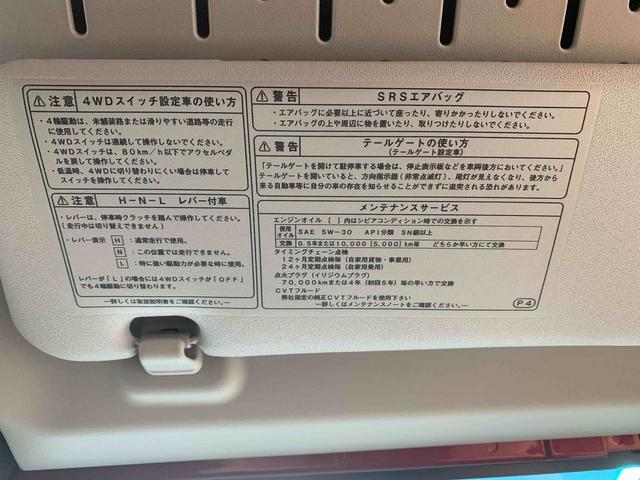 ⚠注意 4WDスイッチ設定車の使い方
・4輪駆動は、未舗装路または滑りやすい道路等の走行
に使用してください。
・4WDスイッチは連続して操作しないでください。
・4WDスイッチは、80km/h以下でアクセルペダ
ルを戻して操作してください。
・低温時、4WDに切り替わりにくい場合は停車して
スイッチを操作してください。
⚠注意 H-N-L レバー付車
・レバーは、停車時クラッチを踏んで操作してください。
(走行中は切り替えできません)
・レバー表示 H : 通常走行で使用。
N : この位置では走行できません。
L : 特に強い駆動力が必要な時に使用。
レバーが「L」の場合には4WDスイッチが「OFF」
でも4輪駆動に切り替わります。
―詳しくは取扱説明書をご確認ください。―
⚠警告 SRSエアバッグ
・エアバッグに必要以上に近づいて座ったり、寄りかかったりしないでください。
・エアバッグの上や周辺に物を置いたり、取りつけたりしないでください。
⚠警告 テールゲートの使い方
(テールゲート設定車)
「テールゲートを開けて駐停車する場合は、停止表示板などを車両後方においてください。」
テールゲートを開いていると、方向指示器(非常点滅灯)、尾灯が見えなくなり、後方から
来る自動車等に自分の車の存在を知らせることができずに追突される恐れがあります。
メンテナンスサービス
エンジンオイル [ ]内はシビアコンディション時での交換を示す
使用オイル SAE 5W-30 API分類 SN級以上
交換 0.5年または10,000[5,000]km毎 どちらか早い方にて交換
タイミングチェーン点検
12ヶ月定期点検毎(自家用貨物・事業用)
24ヶ月定期点検毎(自家用乗用)
点火プラグ(イリジウムプラグ)
70,000kmまたは4年(初回5年)毎の早い方で交換
CVTフルード
弊社指定の純正CVTフルードを使用下さい
―詳しくはメンテナンスノートをご確認ください。―
P4